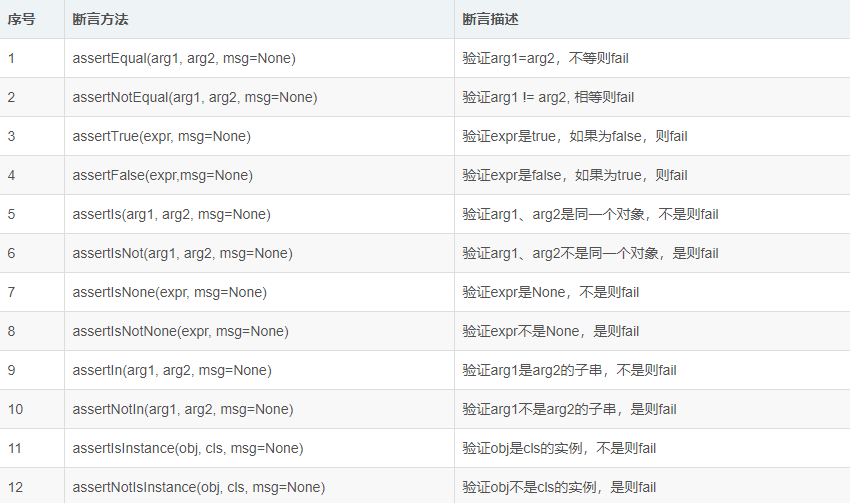 序号 断言方法 断言描述
1 assertEqual(arg1, arg2, msg=None) 验证arg1=arg2，不等则fail
2 assertNotEqual(arg1, arg2, msg=None) 验证arg1 != arg2, 相等则fail
3 assertTrue(expr, msg=None) 验证expr是true，如果为false，则fail
4 assertFalse(expr,msg=None) 验证expr是false，如果为true，则fail
5 assertIs(arg1, arg2, msg=None) 验证arg1、arg2是同一个对象，不是则fail
6 assertIsNot(arg1, arg2, msg=None) 验证arg1、arg2不是同一个对象，是则fail
7 assertIsNone(expr, msg=None) 验证expr是None，不是则fail
8 assertIsNotNone(expr, msg=None) 验证expr不是None，是则fail
9 assertIn(arg1, arg2, msg=None) 验证arg1是arg2的子串，不是则fail
10 assertNotIn(arg1, arg2, msg=None) 验证arg1不是arg2的子串，是则fail
11 assertIsInstance(obj, cls, msg=None) 验证obj是cls的实例，不是则fail
12 assertNotIsInstance(obj, cls, msg=None) 验证obj不是cls的实例，是则fail